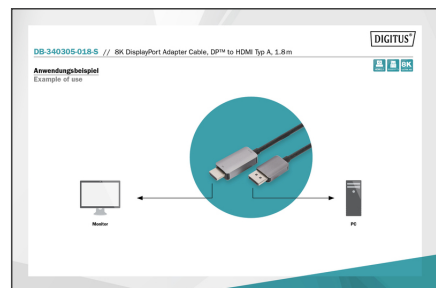 DIGITUS®
DB-340305-018-S // 8K DisplayPort Adapter Cable, DP™ to HDMI Typ A, 1.8 m
Anwendungsbeispiel
Example of use
8K
Monitor
PC